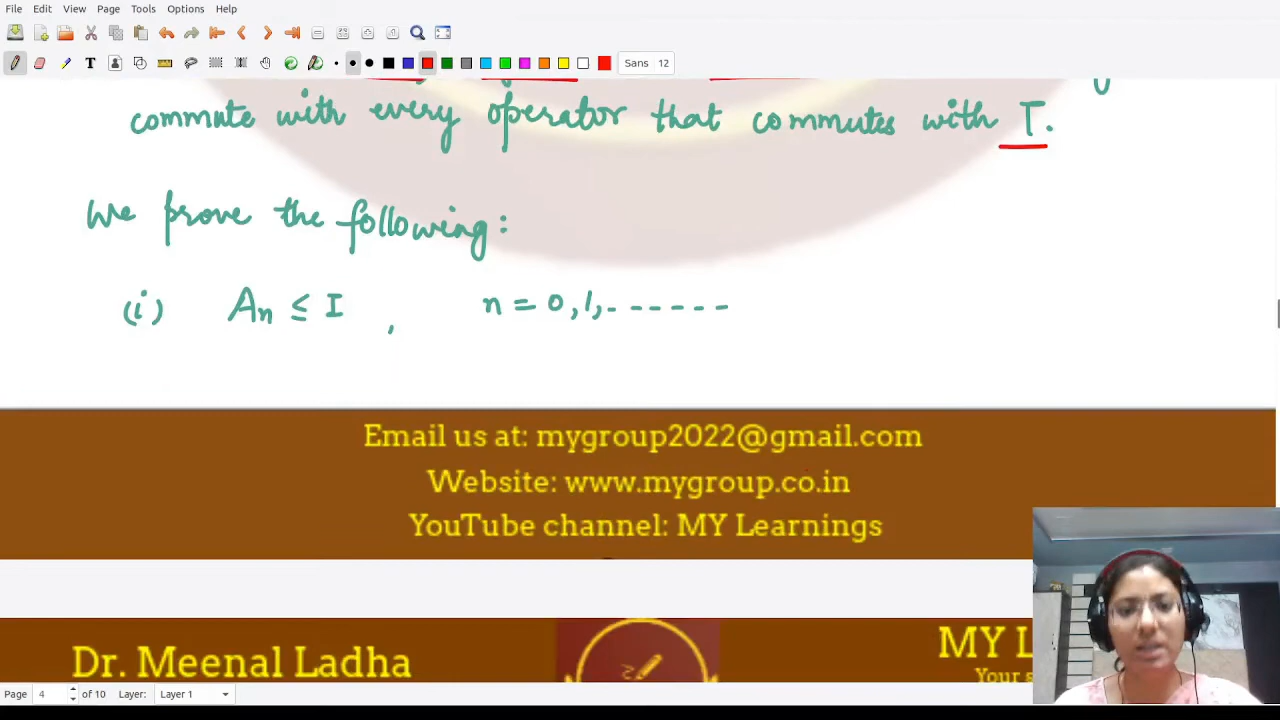 File Edit View Page Tools Options Help
Sans 12
commute with every operator that commutes with T.
We prove the following:
(i) An ≤ I , n = 0, 1, - - - - - -
Email us at: mygroup2022@gmail.com
Website: www.mygroup.co.in
YouTube channel: MY Learnings
Dr. Meenal Ladha
MY L
Your s
Page 4 of 10 Layer: Layer 1